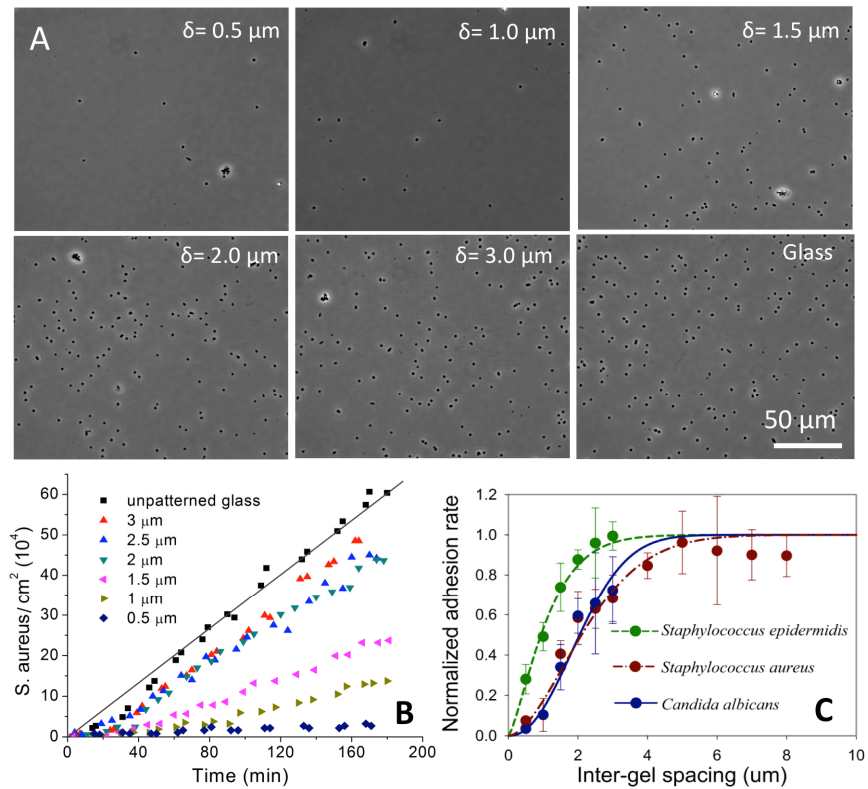 A
δ= 0.5 µm
δ= 1.0 µm
δ= 1.5 µm
δ= 2.0 µm
δ= 3.0 µm
Glass
50 µm
60
50
40
30
20
10
0
S. aureus/ cm² (10⁴)
unpatterned glass
3 µm
2.5 µm
2 µm
1.5 µm
1 µm
0.5 µm
B
0 40 80 120 160 200
Time (min)
1.2
1.0
0.8
0.6
0.4
0.2
0.0
Normalized adhesion rate
Staphylococcus epidermidis
Staphylococcus aureus
Candida albicans
C
0 2 4 6 8 10
Inter-gel spacing (um)